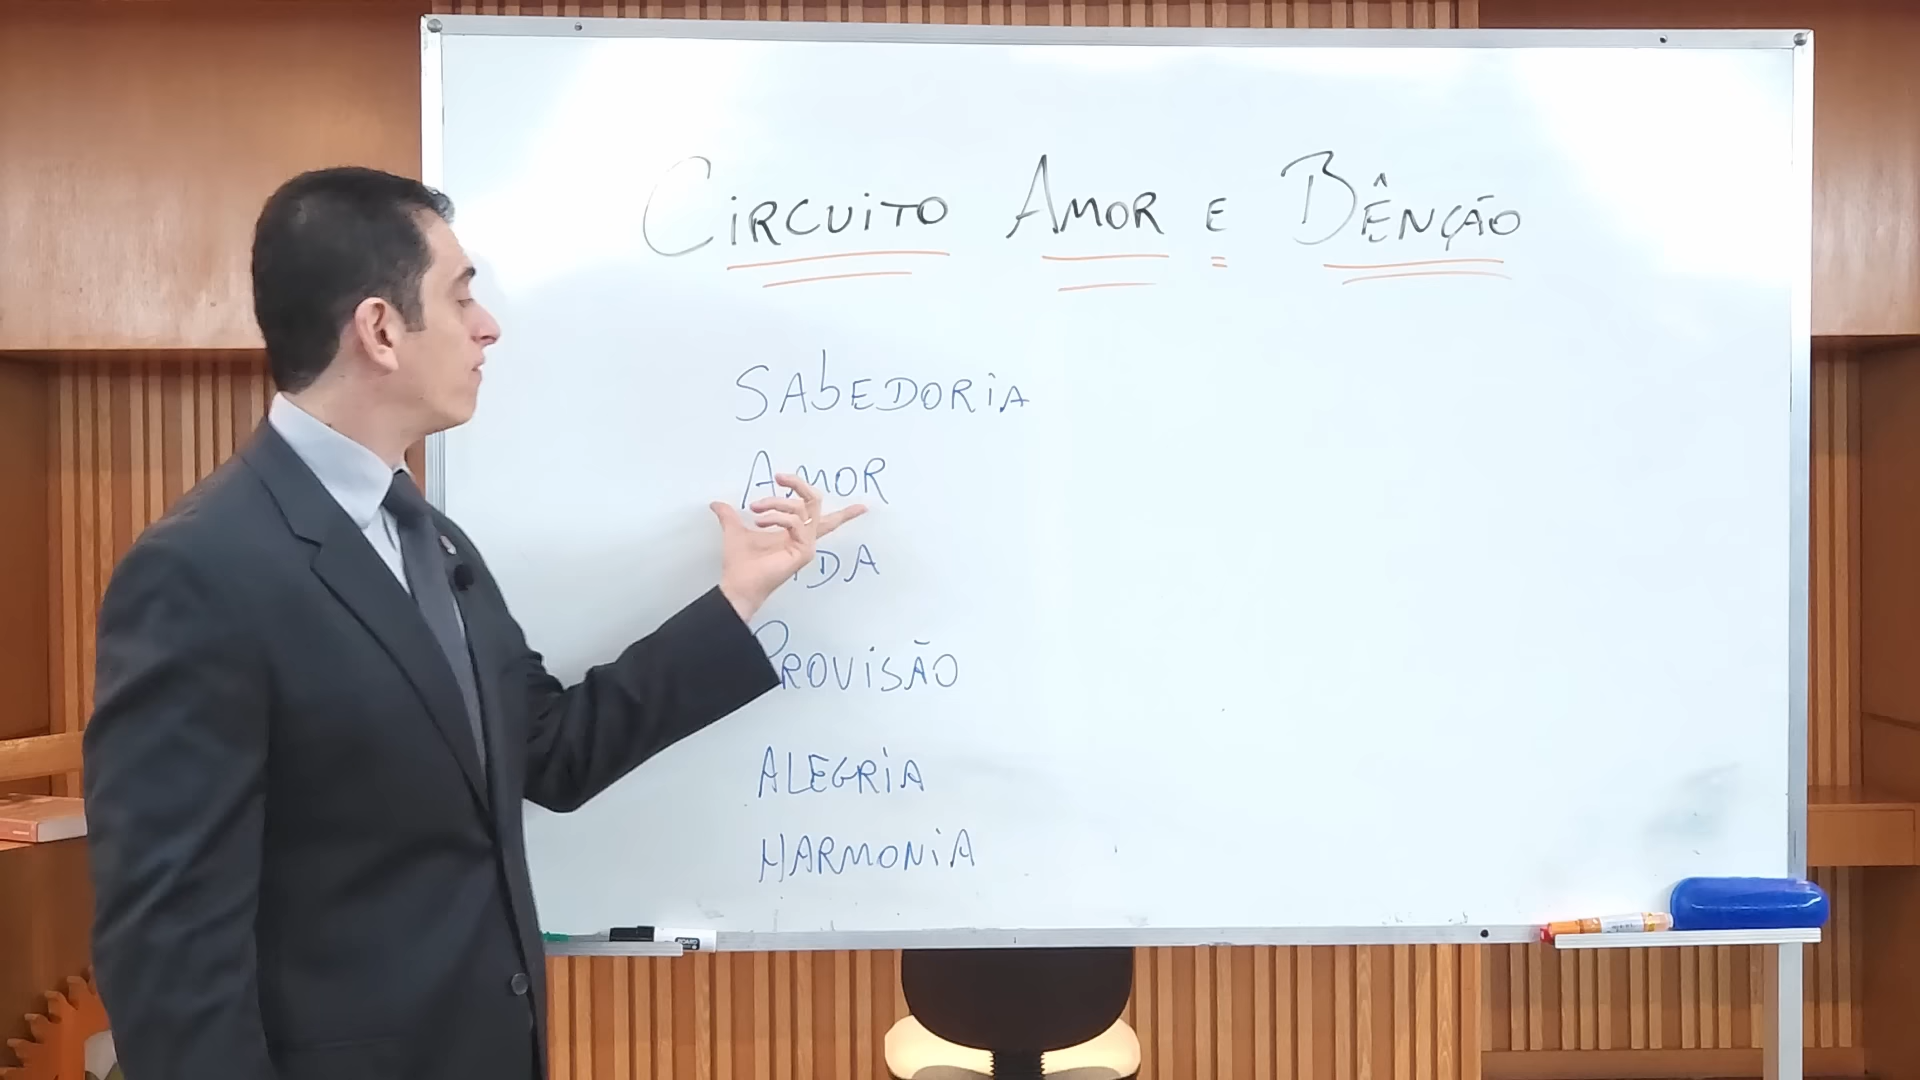 CiRCUiTO AMOR E BÊNÇÃO
SAbEDORiA
AMOR
PROViSÃO
ALEGRiA
HARMONiA